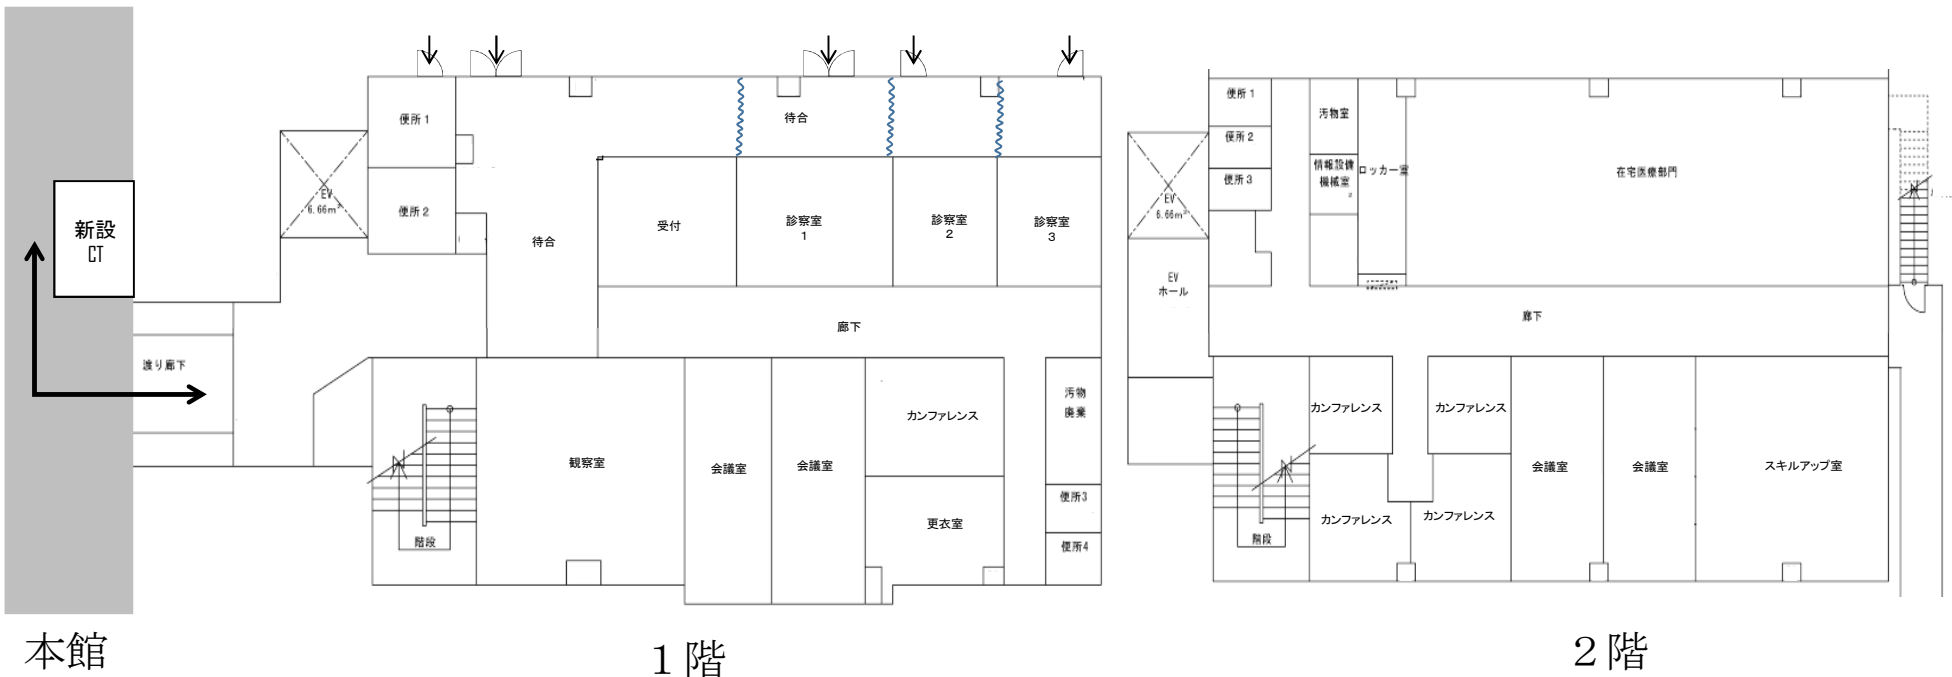 新設
CT
渡り廊下
本館
EV
6.66m²
便所1
便所2
待合
待合
受付
診察室
1
診察室
2
診察室
3
廊下
階段
観察室
会議室
会議室
カンファレンス
更衣室
汚物
廃棄
便所3
便所4
1階
EV
6.66m²
EV
ホール
便所1
便所2
便所3
汚物室
情報設備
機械室
2
ロッカー室
在宅医療部門
廊下
階段
カンファレンス
カンファレンス
カンファレンス
カンファレンス
会議室
会議室
スキルアップ室
2階